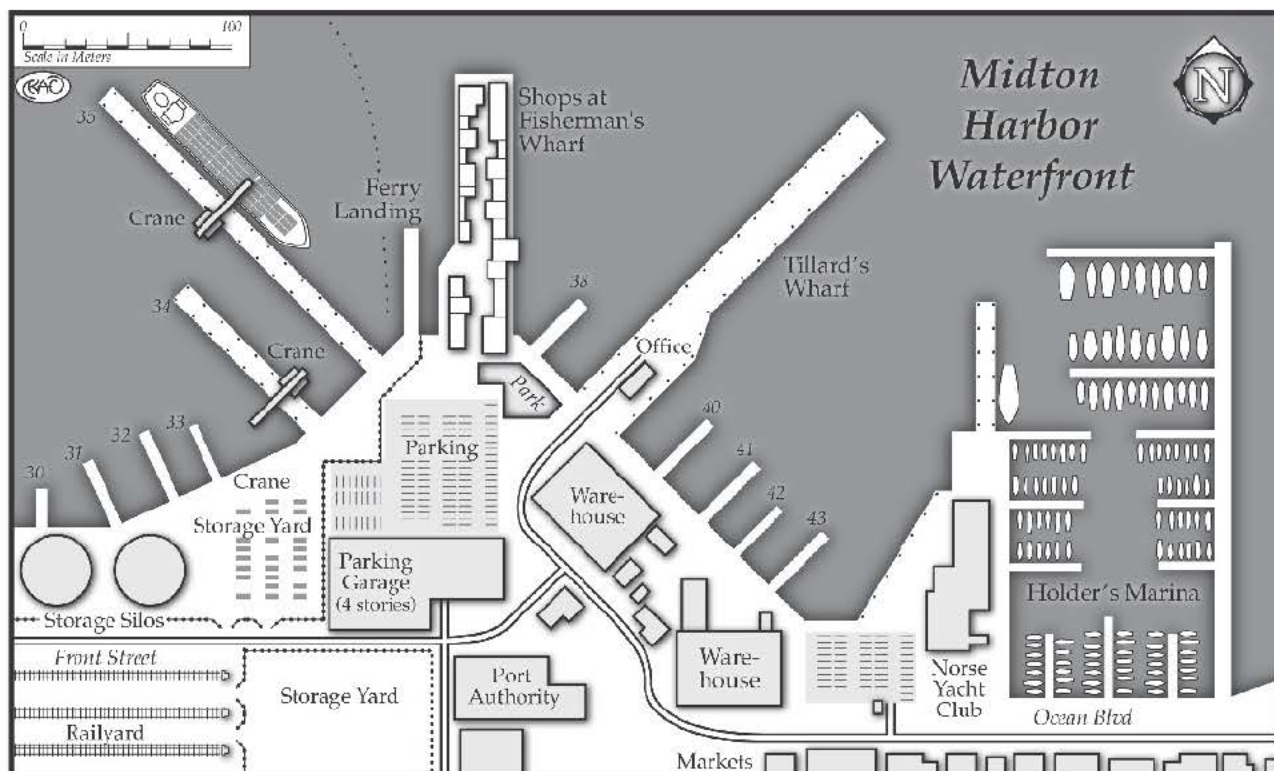 0 100
Scale in Meters
Midton
Harbor
Waterfront
N
35
Shops at
Fisherman's
Wharf
Ferry
Landing
Crane
34
Crane
38
Tillard's
Wharf
Office
Park
33
32
31
30
Parking
40
41
42
43
Crane
Storage Yard
Ware-
house
Parking
Garage
(4 stories)
Storage Silos
Holder's Marina
Front Street
Storage Yard
Port
Authority
Ware-
house
Norse
Yacht
Club
Ocean Blvd
Railyard
Markets